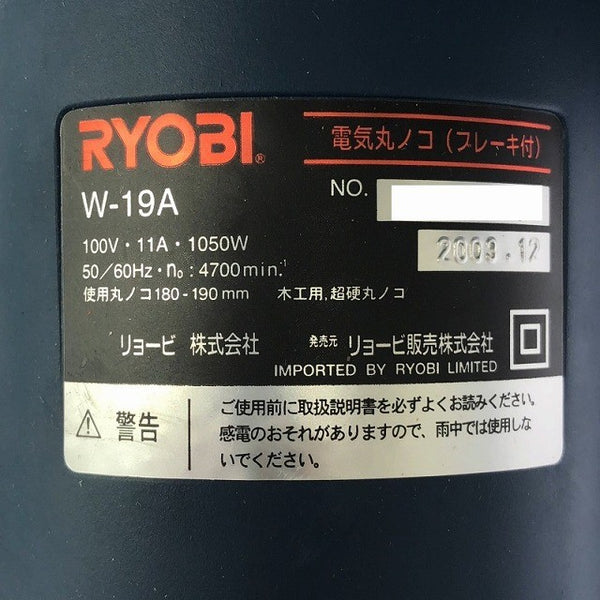 RYOBI®
電気丸ノコ（ブレーキ付）
W-19A
NO.
100V・11A・1050W
2009.12
50/60Hz・n₀:4700min⁻¹
使用丸ノコ180-190mm 木工用,超硬丸ノコ
リョービ 株式会社 発売元 リョービ販売株式会社
IMPORTED BY RYOBI LIMITED
警告
ご使用前に取扱説明書を必ずよくお読みください。
感電のおそれがありますので、雨中では使用しな
いでください。